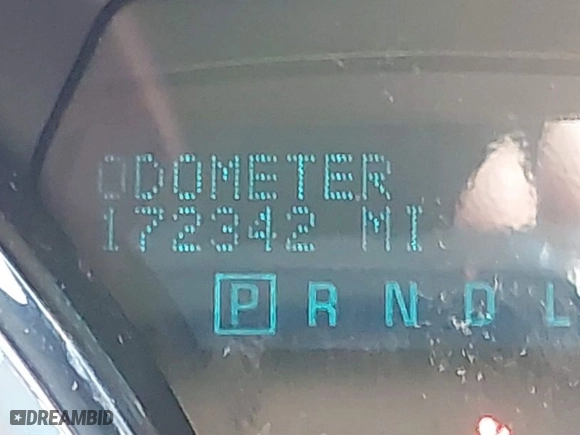 ODOMETER
172342 MI
P R N D L
DREAMBID